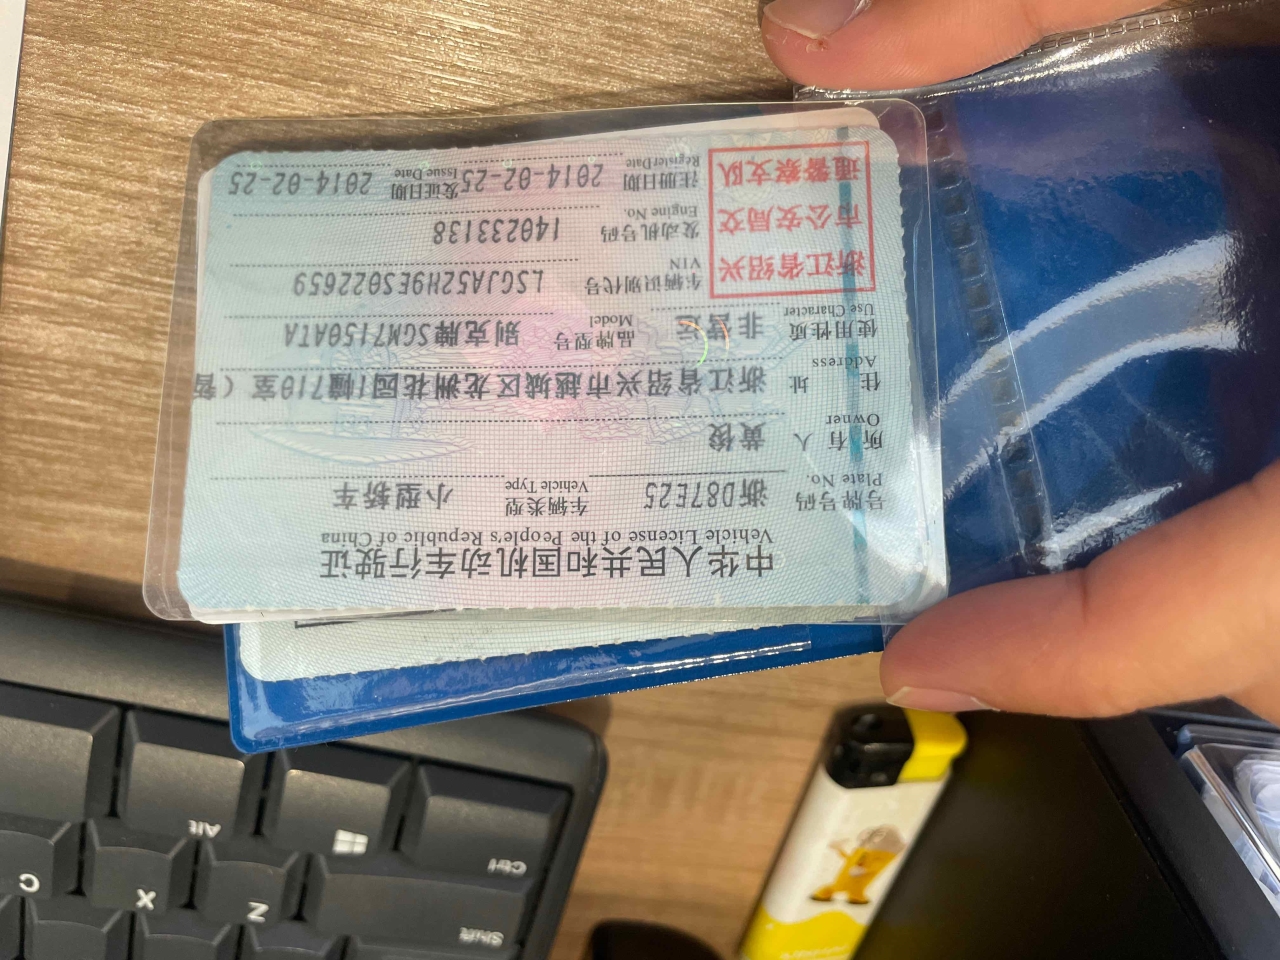 中华人民共和国机动车行驶证
Vehicle License of the People's Republic of China
号牌号码 浙D87E25 车辆类型 小型轿车
Plate No. Vehicle Type
所有人 黄俊
Owner
住址 浙江省绍兴市越城区龙洲花园1幢710室(暂
Address
使用性质 非营运 品牌型号 别克牌SGM7150ATA
Use Character Model
浙江省绍兴
市公安局交
通警察支队
车辆识别代号 LSGJA52H9ES022659
VIN
发动机号码 140233138
Engine No.
注册日期 2014-02-25 发证日期 2014-02-25
Register Date Issue Date
Ctrl
Alt
Shift
Z
X
C